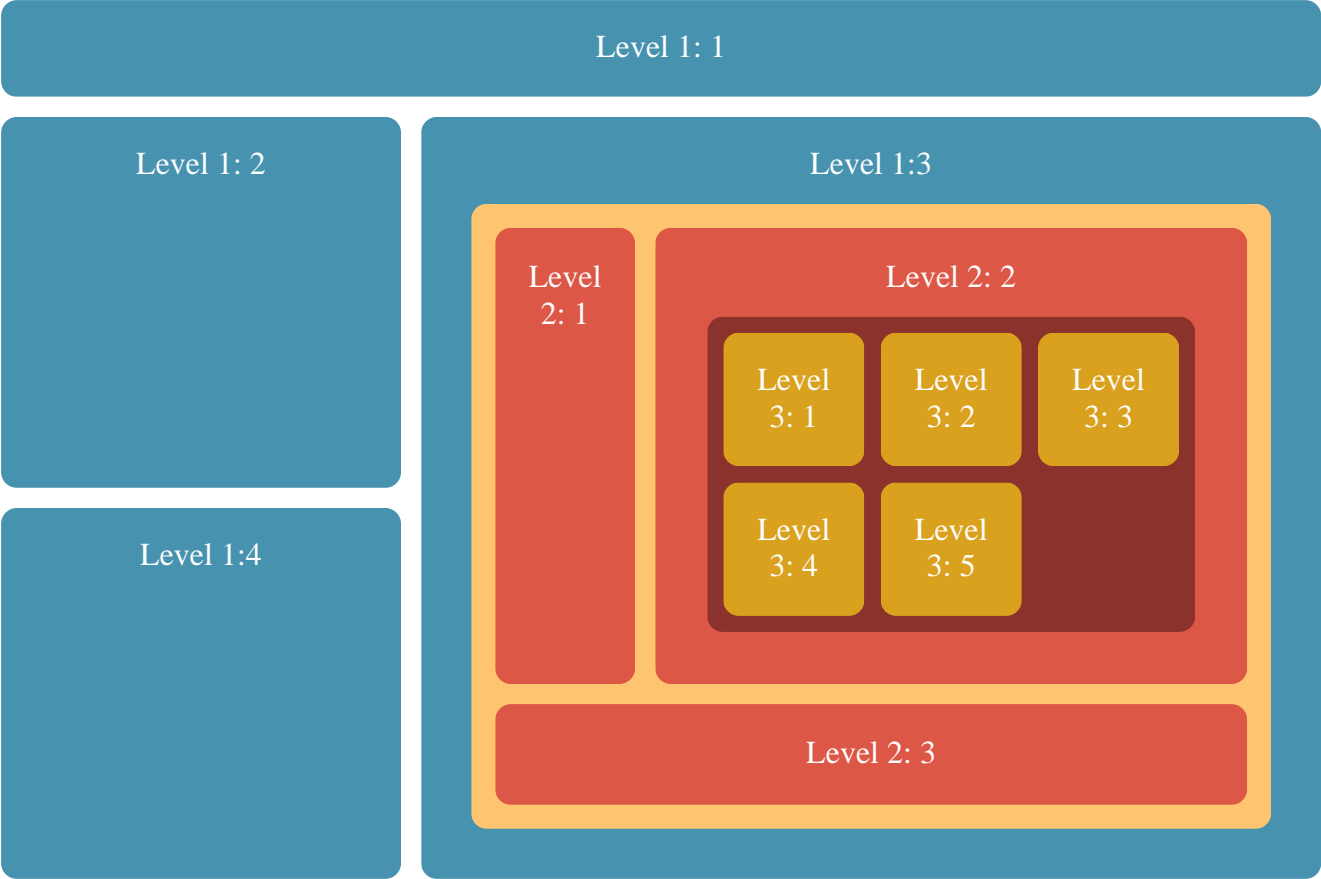 Level 1: 1
Level 1: 2
Level 1:3
Level
2: 1
Level 2: 2
Level
3: 1
Level
3: 2
Level
3: 3
Level
3: 4
Level
3: 5
Level 2: 3
Level 1:4